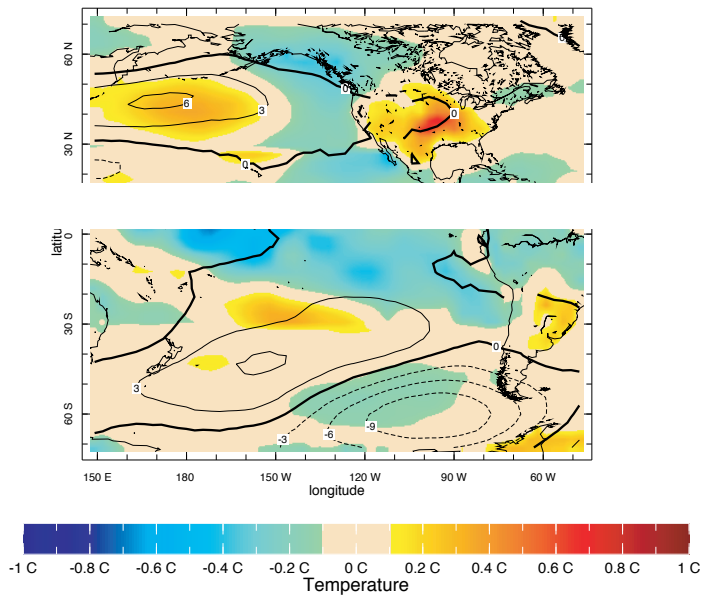 0
60 N
0
6
3
0
30 N
0
0
latitu
30 S
0
3
60 S
-9
-6
-3
150 E 180 150 W 120 W 90 W 60 W
longitude
-1 C -0.8 C -0.6 C -0.4 C -0.2 C 0 C 0.2 C 0.4 C 0.6 C 0.8 C 1 C
Temperature